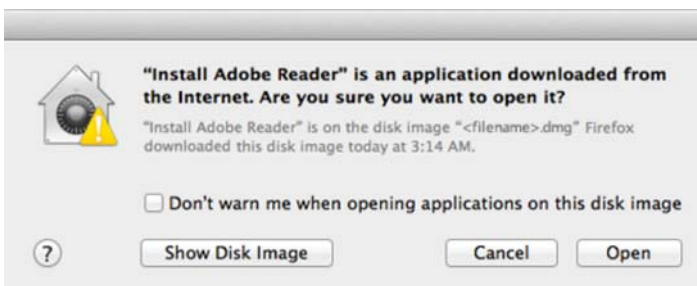 “Install Adobe Reader” is an application downloaded from
the Internet. Are you sure you want to open it?
“Install Adobe Reader” is on the disk image “<filename>.dmg” Firefox
downloaded this disk image today at 3:14 AM.
Don't warn me when opening applications on this disk image
? Show Disk Image Cancel Open